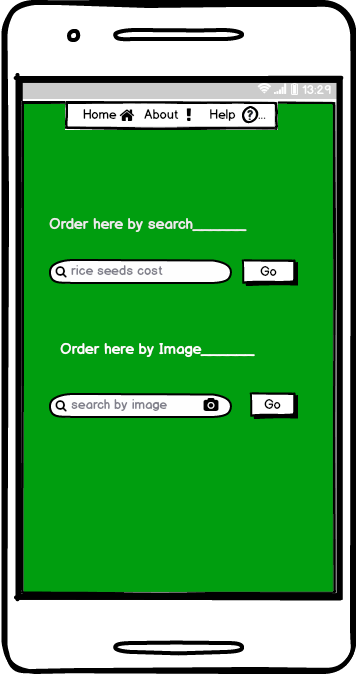 13:29
Home About Help ...
Order here by search_______
rice seeds cost Go
Order here by Image_______
search by image Go